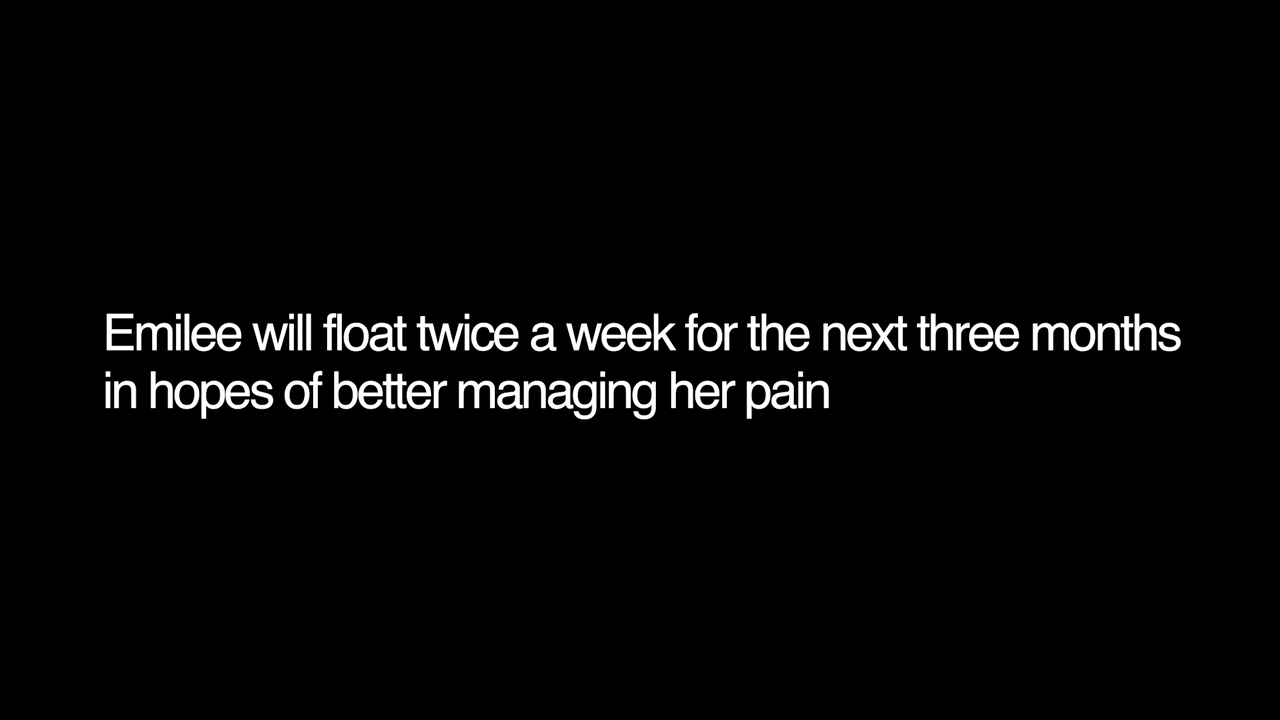 Emilee will float twice a week for the next three months
in hopes of better managing her pain